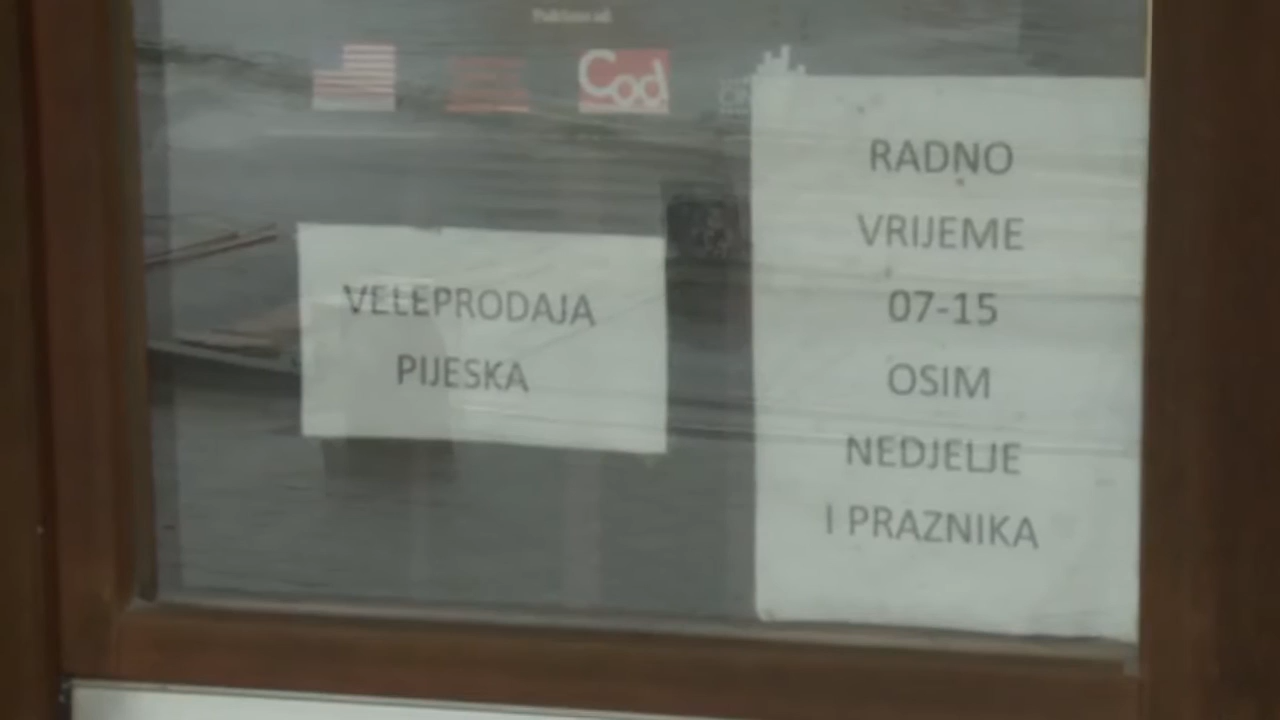 Cod
VELEPRODAJA
PIJESKA
RADNO
VRIJEME
07-15
OSIM
NEDJELJE
I PRAZNIKA